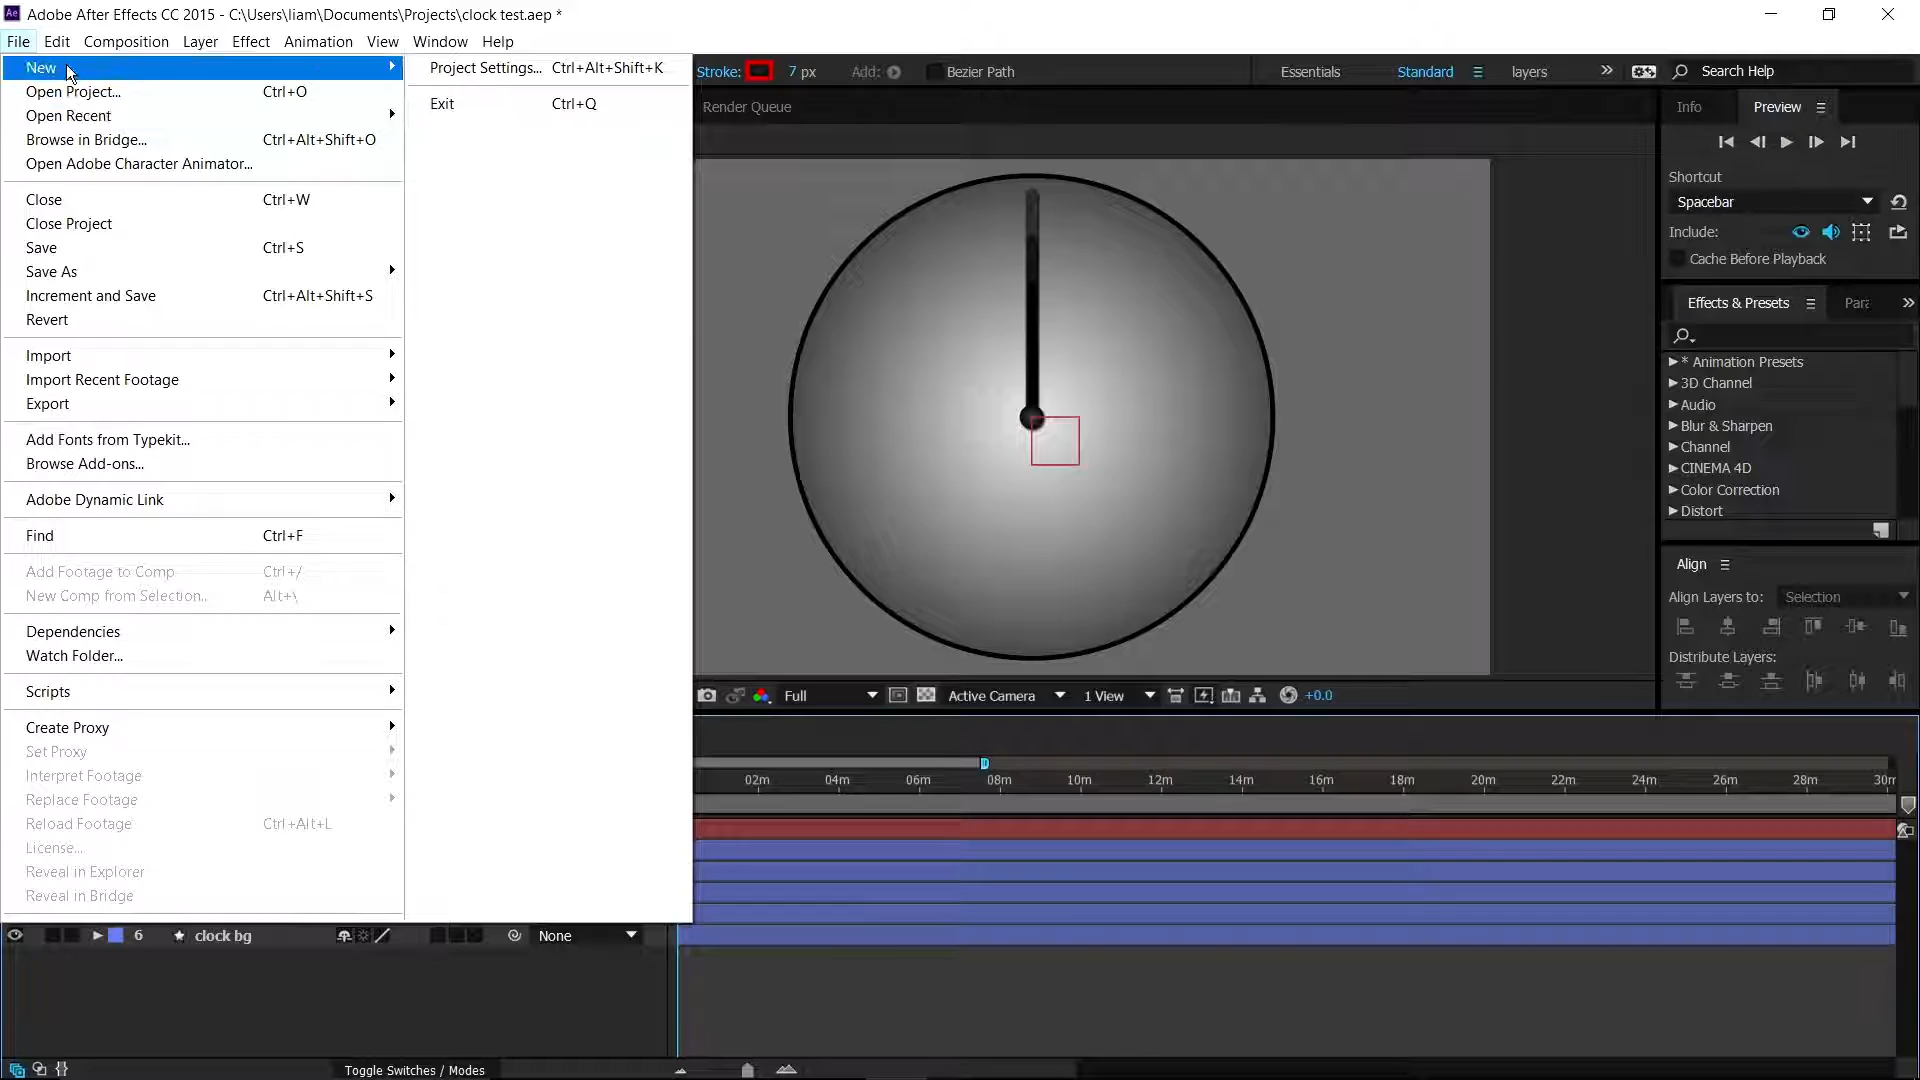 Adobe After Effects CC 2015 - C:\Users\liam\Documents\Projects\clock test.aep *
File Edit Composition Layer Effect Animation View Window Help
New
Open Project... Ctrl+O
Open Recent
Browse in Bridge... Ctrl+Alt+Shift+O
Open Adobe Character Animator...
Close Ctrl+W
Close Project
Save Ctrl+S
Save As
Increment and Save Ctrl+Alt+Shift+S
Revert
Import
Import Recent Footage
Export
Add Fonts from Typekit...
Browse Add-ons...
Adobe Dynamic Link
Find Ctrl+F
Add Footage to Comp Ctrl+/
New Comp from Selection... Alt+\
Dependencies
Watch Folder...
Scripts
Create Proxy
Set Proxy
Interpret Footage
Replace Footage
Reload Footage Ctrl+Alt+L
License...
Reveal in Explorer
Reveal in Bridge
Project Settings... Ctrl+Alt+Shift+K
Exit Ctrl+Q
Stroke: 7 px Add: Bezier Path Essentials Standard layers Search Help
Render Queue
Info Preview
Shortcut
Spacebar
Include:
Cache Before Playback
Effects & Presets Para
* Animation Presets
3D Channel
Audio
Blur & Sharpen
Channel
CINEMA 4D
Color Correction
Distort
Align
Align Layers to: Selection
Distribute Layers:
Full Active Camera 1 View +0.0
02m 04m 06m 08m 10m 12m 14m 16m 18m 20m 22m 24m 26m 28m 30m
6 clock bg None
Toggle Switches / Modes